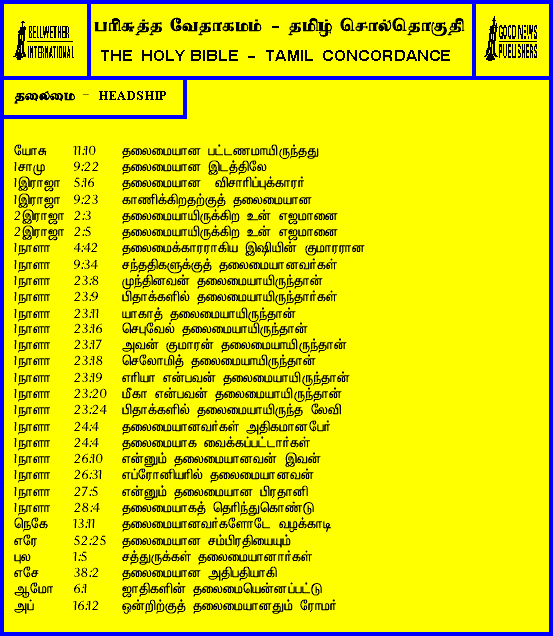 BELLWETHER
INTERNATIONAL
பரிசுத்த வேதாகமம் - தமிழ் சொல்தொகுதி
THE HOLY BIBLE - TAMIL CONCORDANCE
GOOD NEWS
PUBLISHERS
தலைமை - HEADSHIP
யோசு 11:10 தலைமையான பட்டணமாயிருந்தது
1சாமு 9:22 தலைமையான இடத்திலே
1இராஜா 5:16 தலைமையான விசாரிப்புக்காரர்
1இராஜா 9:23 காணிக்கிறதற்குத் தலைமையான
2இராஜா 2:3 தலைமையாயிருக்கிற உன் எஜமானை
2இராஜா 2:5 தலைமையாயிருக்கிற உன் எஜமானை
1நாளா 4:42 தலைமைக்காரராகிய இஷியின் குமாரரான
1நாளா 9:34 சந்ததிகளுக்குத் தலைமையானவர்கள்
1நாளா 23:8 முந்தினவன் தலைமையாயிருந்தான்
1நாளா 23:9 பிதாக்களில் தலைமையாயிருந்தார்கள்
1நாளா 23:11 யாகாத் தலைமையாயிருந்தான்
1நாளா 23:16 செபுவேல் தலைமையாயிருந்தான்
1நாளா 23:17 அவன் குமாரன் தலைமையாயிருந்தான்
1நாளா 23:18 செலோமித் தலைமையாயிருந்தான்
1நாளா 23:19 எரியா என்பவன் தலைமையாயிருந்தான்
1நாளா 23:20 மீகா என்பவன் தலைமையாயிருந்தான்
1நாளா 23:24 பிதாக்களில் தலைமையாயிருந்த லேவி
1நாளா 24:4 தலைமையானவர்கள் அதிகமானபேர்
1நாளா 24:4 தலைமையாக வைக்கப்பட்டார்கள்
1நாளா 26:10 என்னும் தலைமையானவன் இவன்
1நாளா 26:31 எப்ரோனியரில் தலைமையானவன்
1நாளா 27:5 என்னும் தலைமையான பிரதானி
1நாளா 28:4 தலைமையாகத் தெரிந்துகொண்டு
நெகே 13:11 தலைமையானவர்களோடே வழக்காடி
எரே 52:25 தலைமையான சம்பிரதியையும்
புல 1:5 சத்துருக்கள் தலைமையானார்கள்
எசே 38:2 தலைமையான அதிபதியாகி
ஆமோ 6:1 ஜாதிகளின் தலைமையென்னப்பட்டு
அப் 16:12 ஒன்றிற்குத் தலைமையானதும் ரோமர்